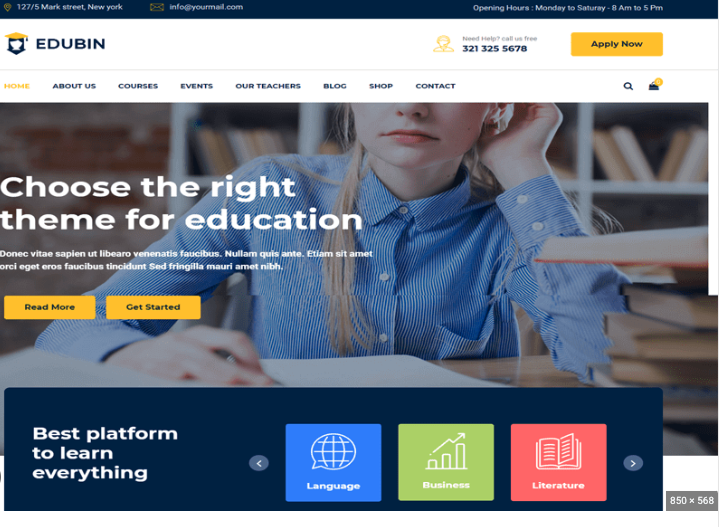 127/5 Mark street, New york
info@yourmail.com
Opening Hours : Monday to Saturay - 8 Am to 5 Pm
EDUBIN
Need Help? call us free
321 325 5678
Apply Now
HOME ABOUT US COURSES EVENTS OUR TEACHERS BLOG SHOP CONTACT
0
Choose the right
theme for education
Donec vitae sapien ut libearo venenatis faucibus. Nullam quis ante. Etiam sit amet
orci eget eros faucibus tincidunt Sed fringilla mauri amet nibh.
Read More
Get Started
Best platform
to learn
everything
Language
Business
Literature
850 × 568